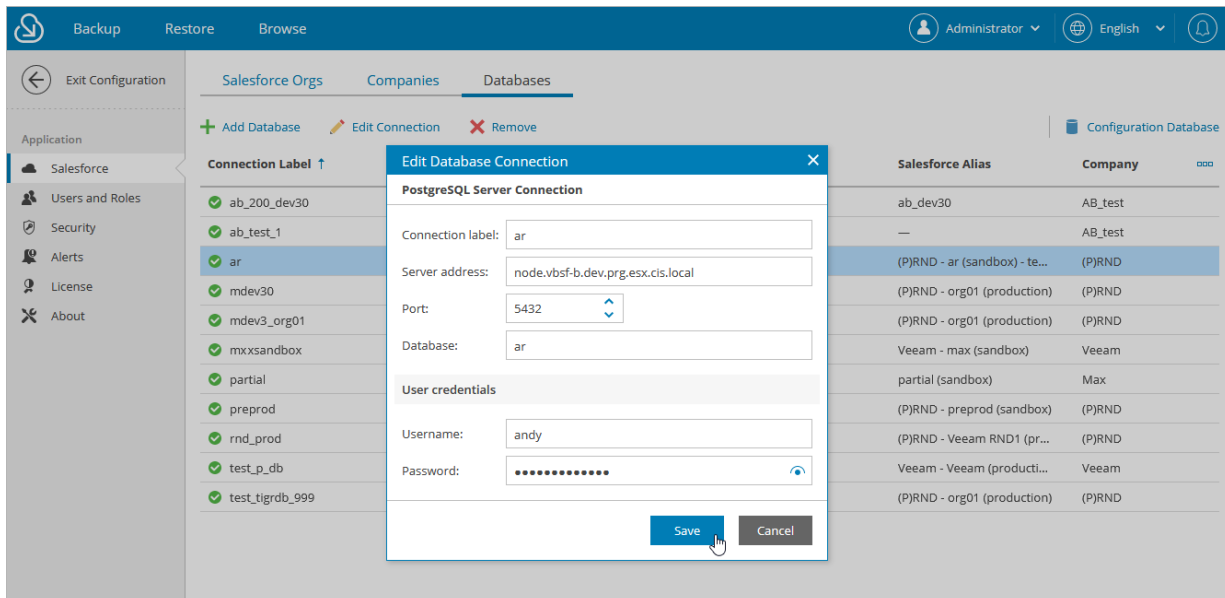 Backup Restore Browse Administrator English
Exit Configuration Salesforce Orgs Companies Databases
Add Database Edit Connection Remove Configuration Database
Application
Salesforce
Users and Roles
Security
Alerts
License
About
Connection Label ↑ Salesforce Alias Company
ab_200_dev30 ab_dev30 AB_test
ab_test_1 — AB_test
ar (P)RND - ar (sandbox) - te... (P)RND
mdev30 (P)RND - org01 (production) (P)RND
mdev3_org01 (P)RND - org01 (production) (P)RND
mxxsandbox Veeam - max (sandbox) Veeam
partial partial (sandbox) Max
preprod (P)RND - preprod (sandbox) (P)RND
rnd_prod (P)RND - Veeam RND1 (pr... (P)RND
test_p_db Veeam - Veeam (producti... Veeam
test_tigrdb_999 (P)RND - org01 (production) (P)RND
Edit Database Connection
PostgreSQL Server Connection
Connection label: ar
Server address: node.vbsf-b.dev.prg.esx.cis.local
Port: 5432
Database: ar
User credentials
Username: andy
Password: •••••••••••••
Save Cancel